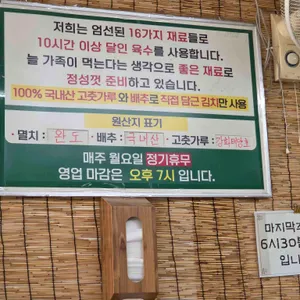 저희는 엄선된 16가지 재료들로
10시간 이상 달인 육수를 사용합니다.
늘 가족이 먹는다는 생각으로 좋은 재료로
정성껏 준비하고 있습니다.
100% 국내산 고춧가루와 배추로 직접 담근 김치만 사용
원산지 표기
· 멸치 : 완도 · 배추 : 국내산 · 고춧가루 :
매주 월요일 정기휴무
영업 마감은 오후 7시 입니다.
마지막
6시30
입니